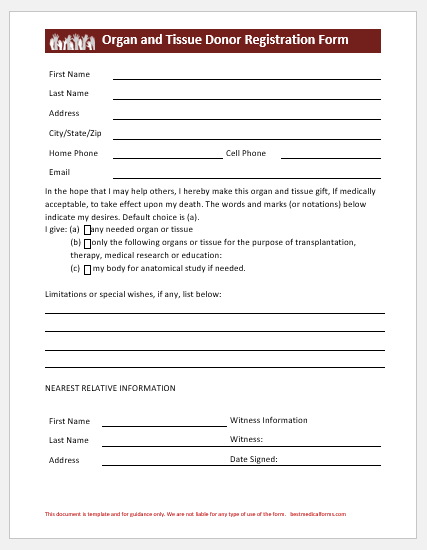 Organ and Tissue Donor Registration Form
First Name
Last Name
Address
City/State/Zip
Home Phone Cell Phone
Email
In the hope that I may help others, I hereby make this organ and tissue gift, If medically
acceptable, to take effect upon my death. The words and marks (or notations) below
indicate my desires. Default choice is (a).
I give: (a) any needed organ or tissue
(b) only the following organs or tissue for the purpose of transplantation,
therapy, medical research or education:
(c) my body for anatomical study if needed.
Limitations or special wishes, if any, list below:
NEAREST RELATIVE INFORMATION
First Name Witness Information
Last Name Witness:
Address Date Signed:
This document is template and for guidance only. We are not liable for any type of use of the form. bestmedicalforms.com